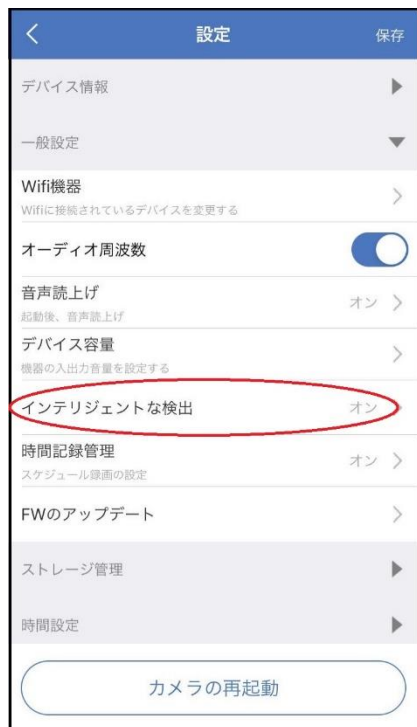 設定
保存
デバイス情報
一般設定
Wifi機器
Wifiに接続されているデバイスを変更する
オーディオ周波数
音声読上げ
オン
起動後、音声読上げ
デバイス容量
機器の入出力音量を設定する
インテリジェントな検出
オン
時間記録管理
オン
スケジュール録画の設定
FWのアップデート
ストレージ管理
時間設定
カメラの再起動